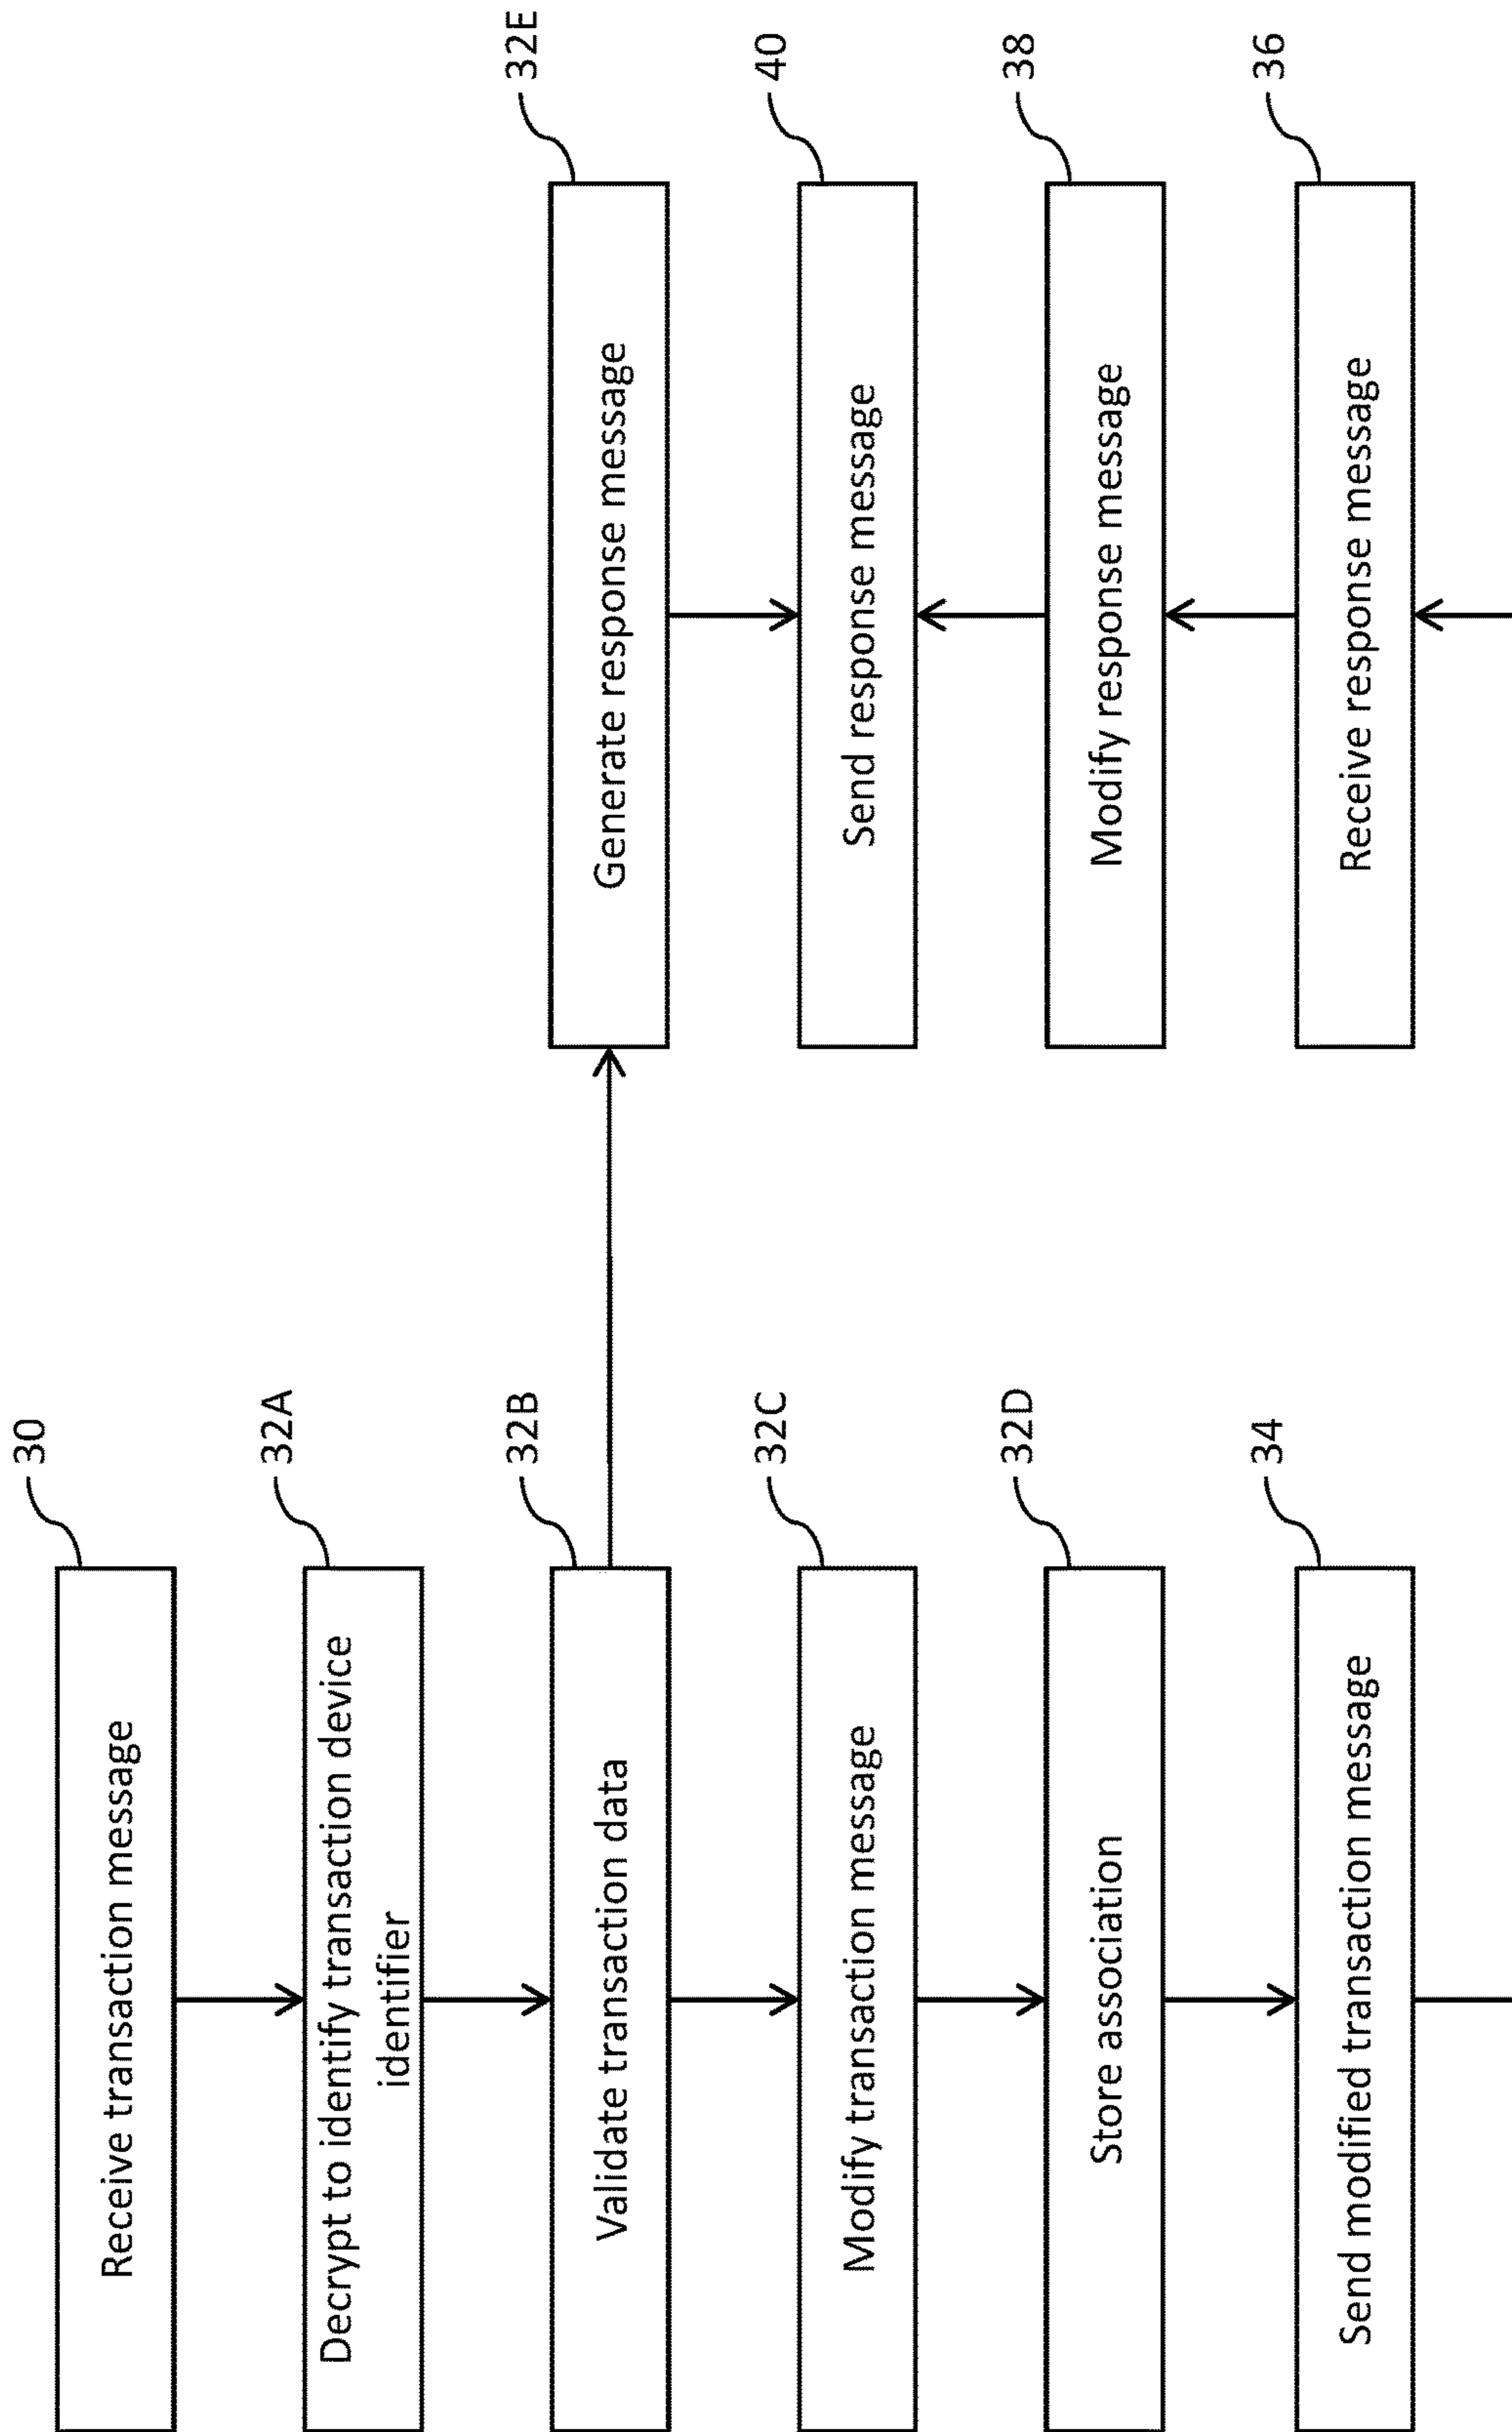 30
Receive transaction message
32A
Decrypt to identify transaction device
identifier
32B
Validate transaction data
32C
Modify transaction message
32D
Store association
34
Send modified transaction message
32E
Generate response message
40
Send response message
38
Modify response message
36
Receive response message